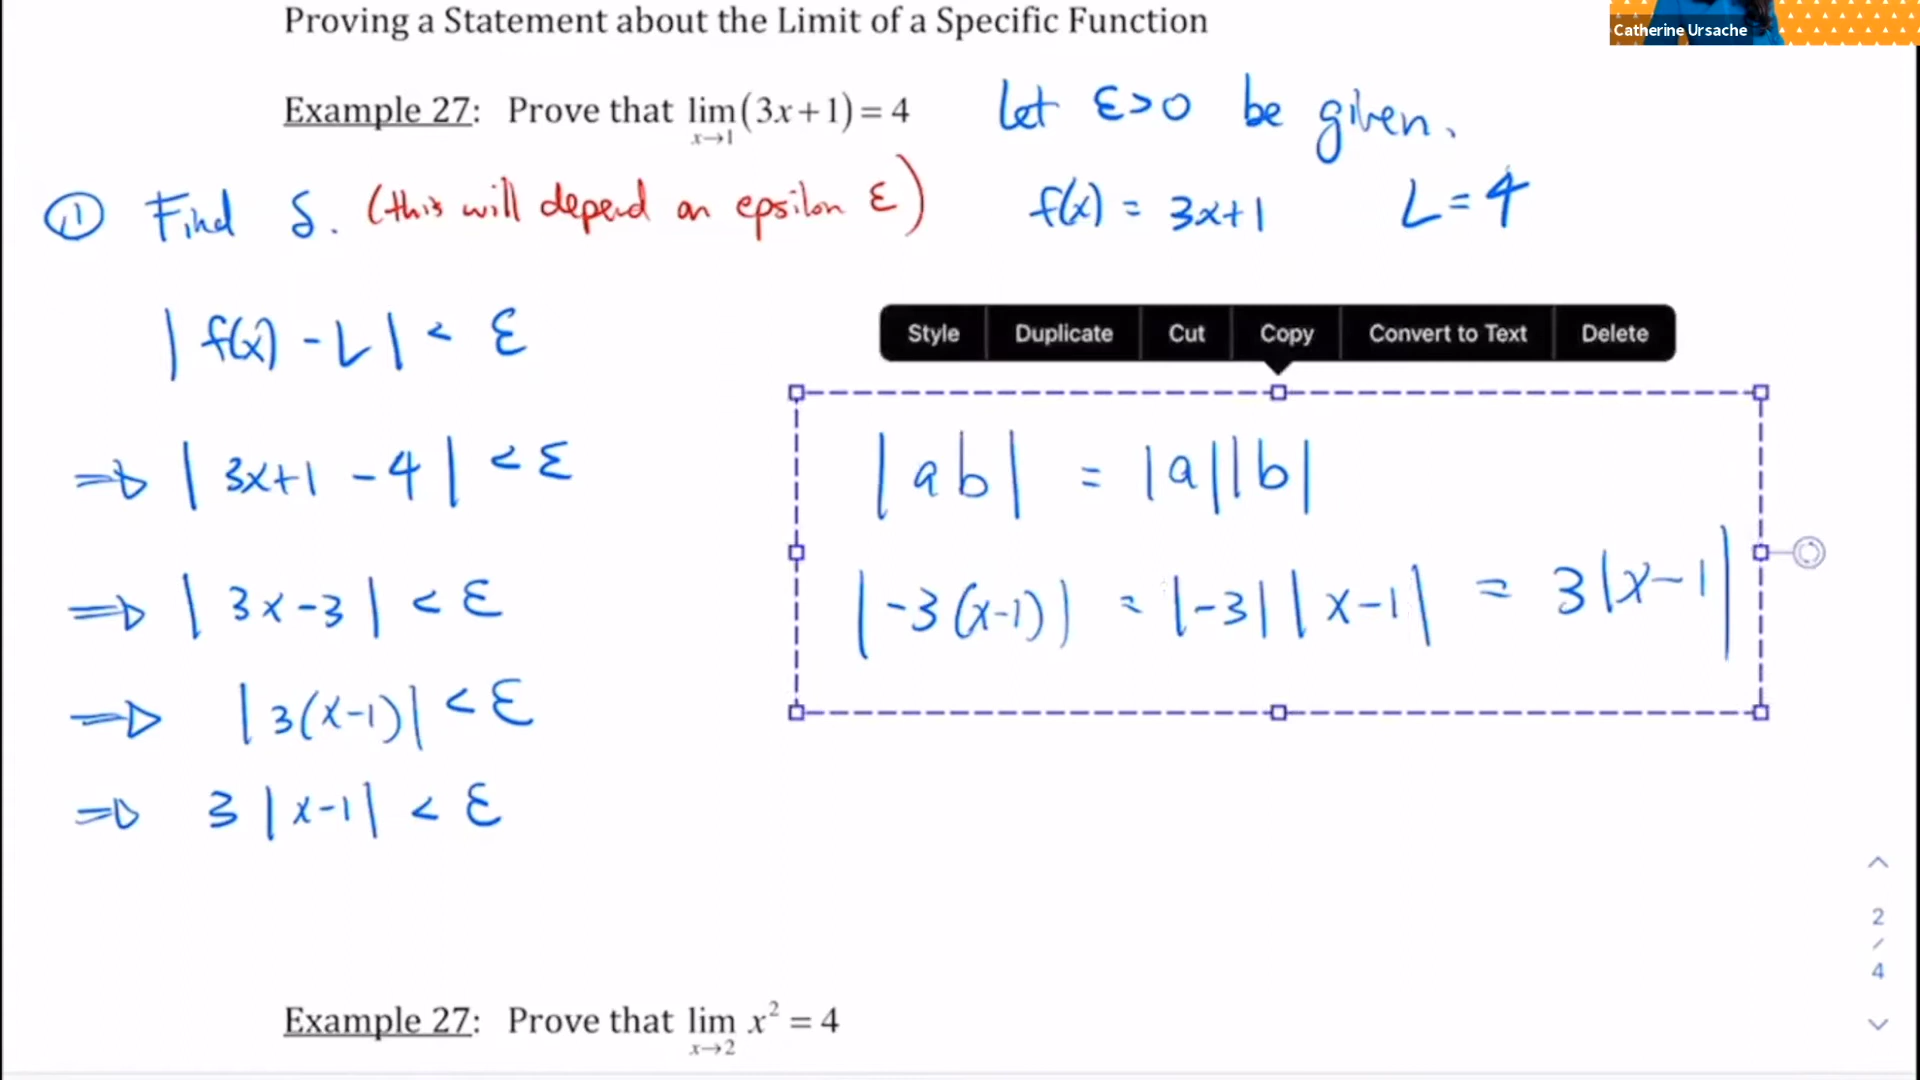 Proving a Statement about the Limit of a Specific Function
Catherine Ursache
Example 27: Prove that lim x→1 (3x+1) = 4
Let ε>0 be given.
① Find δ. (this will depend on epsilon ε)
f(x) = 3x+1 L = 4
|f(x) - L| < ε
Style Duplicate Cut Copy Convert to Text Delete
⇒ |3x+1 - 4| < ε
|ab| = |a||b|
⇒ |3x-3| < ε
|-3(x-1)| = |-3||x-1| = 3|x-1|
⇒ |3(x-1)| < ε
⇒ 3|x-1| < ε
2
/
4
Example 27: Prove that lim x→2 x² = 4